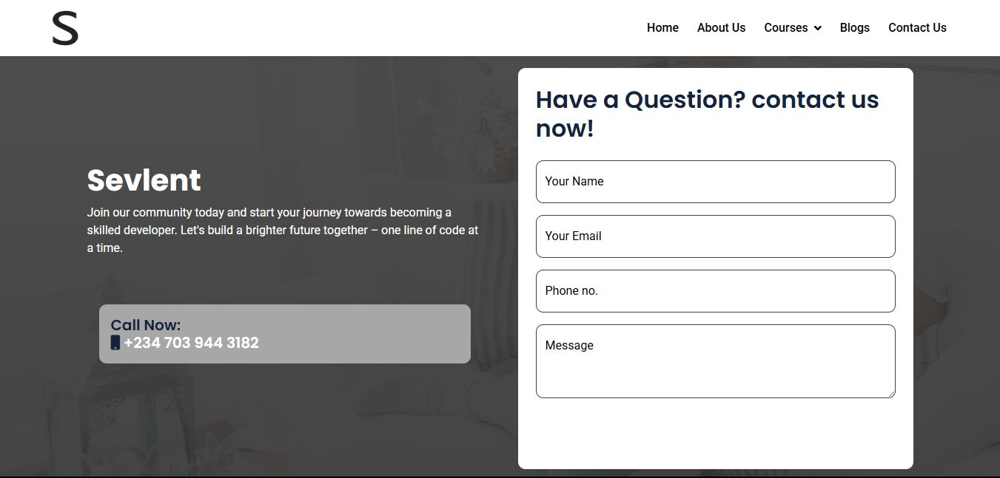 S
Home About Us Courses Blogs Contact Us
Have a Question? contact us
now!
Sevlent
Join our community today and start your journey towards becoming a
skilled developer. Let's build a brighter future together – one line of code at
a time.
Call Now:
+234 703 944 3182
Your Name
Your Email
Phone no.
Message